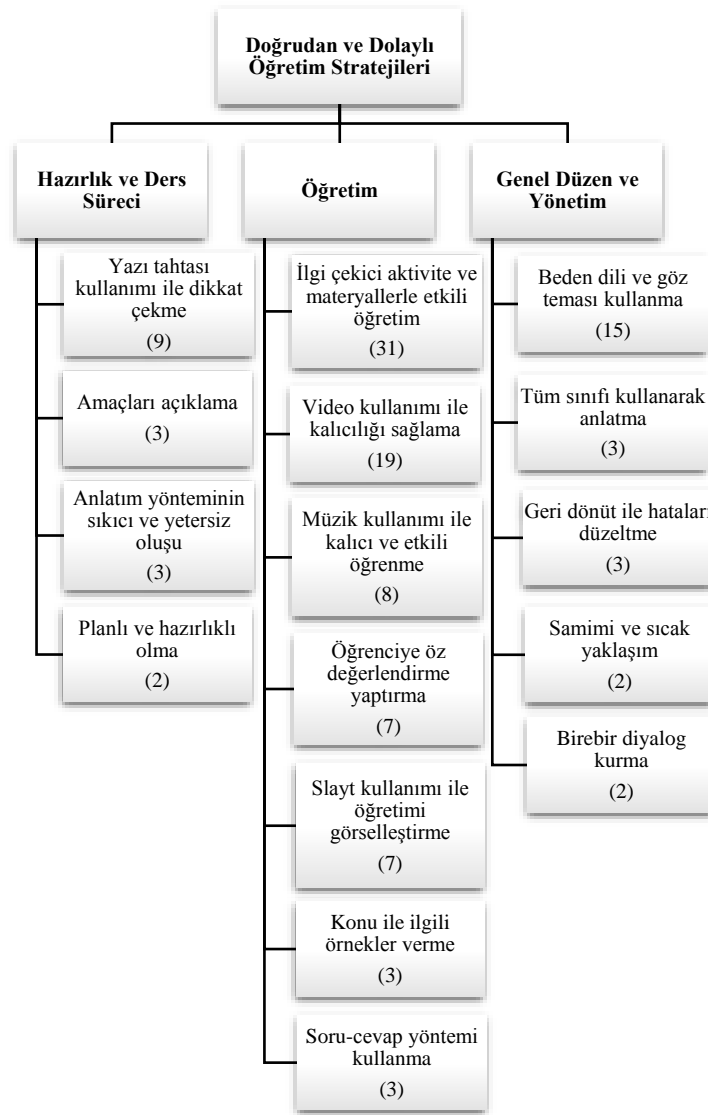 Doğrudan ve Dolaylı
Öğretim Stratejileri
Hazırlık ve Ders
Süreci
Yazı tahtası
kullanımı ile dikkat
çekme
(9)
Amaçları açıklama
(3)
Anlatım yönteminin
sıkıcı ve yetersiz
oluşu
(3)
Planlı ve hazırlıklı
olma
(2)
Öğretim
İlgi çekici aktivite ve
materyallerle etkili
öğretim
(31)
Video kullanımı ile
kalıcılığı sağlama
(19)
Müzik kullanımı ile
kalıcı ve etkili
öğrenme
(8)
Öğrenciye öz
değerlendirme
yaptırma
(7)
Slayt kullanımı ile
öğretimi
görselleştirme
(7)
Konu ile ilgili
örnekler verme
(3)
Soru-cevap yöntemi
kullanma
(3)
Genel Düzen ve
Yönetim
Beden dili ve göz
teması kullanma
(15)
Tüm sınıfı kullanarak
anlatma
(3)
Geri dönüt ile hataları
düzeltme
(3)
Samimi ve sıcak
yaklaşım
(2)
Birebir diyalog
kurma
(2)